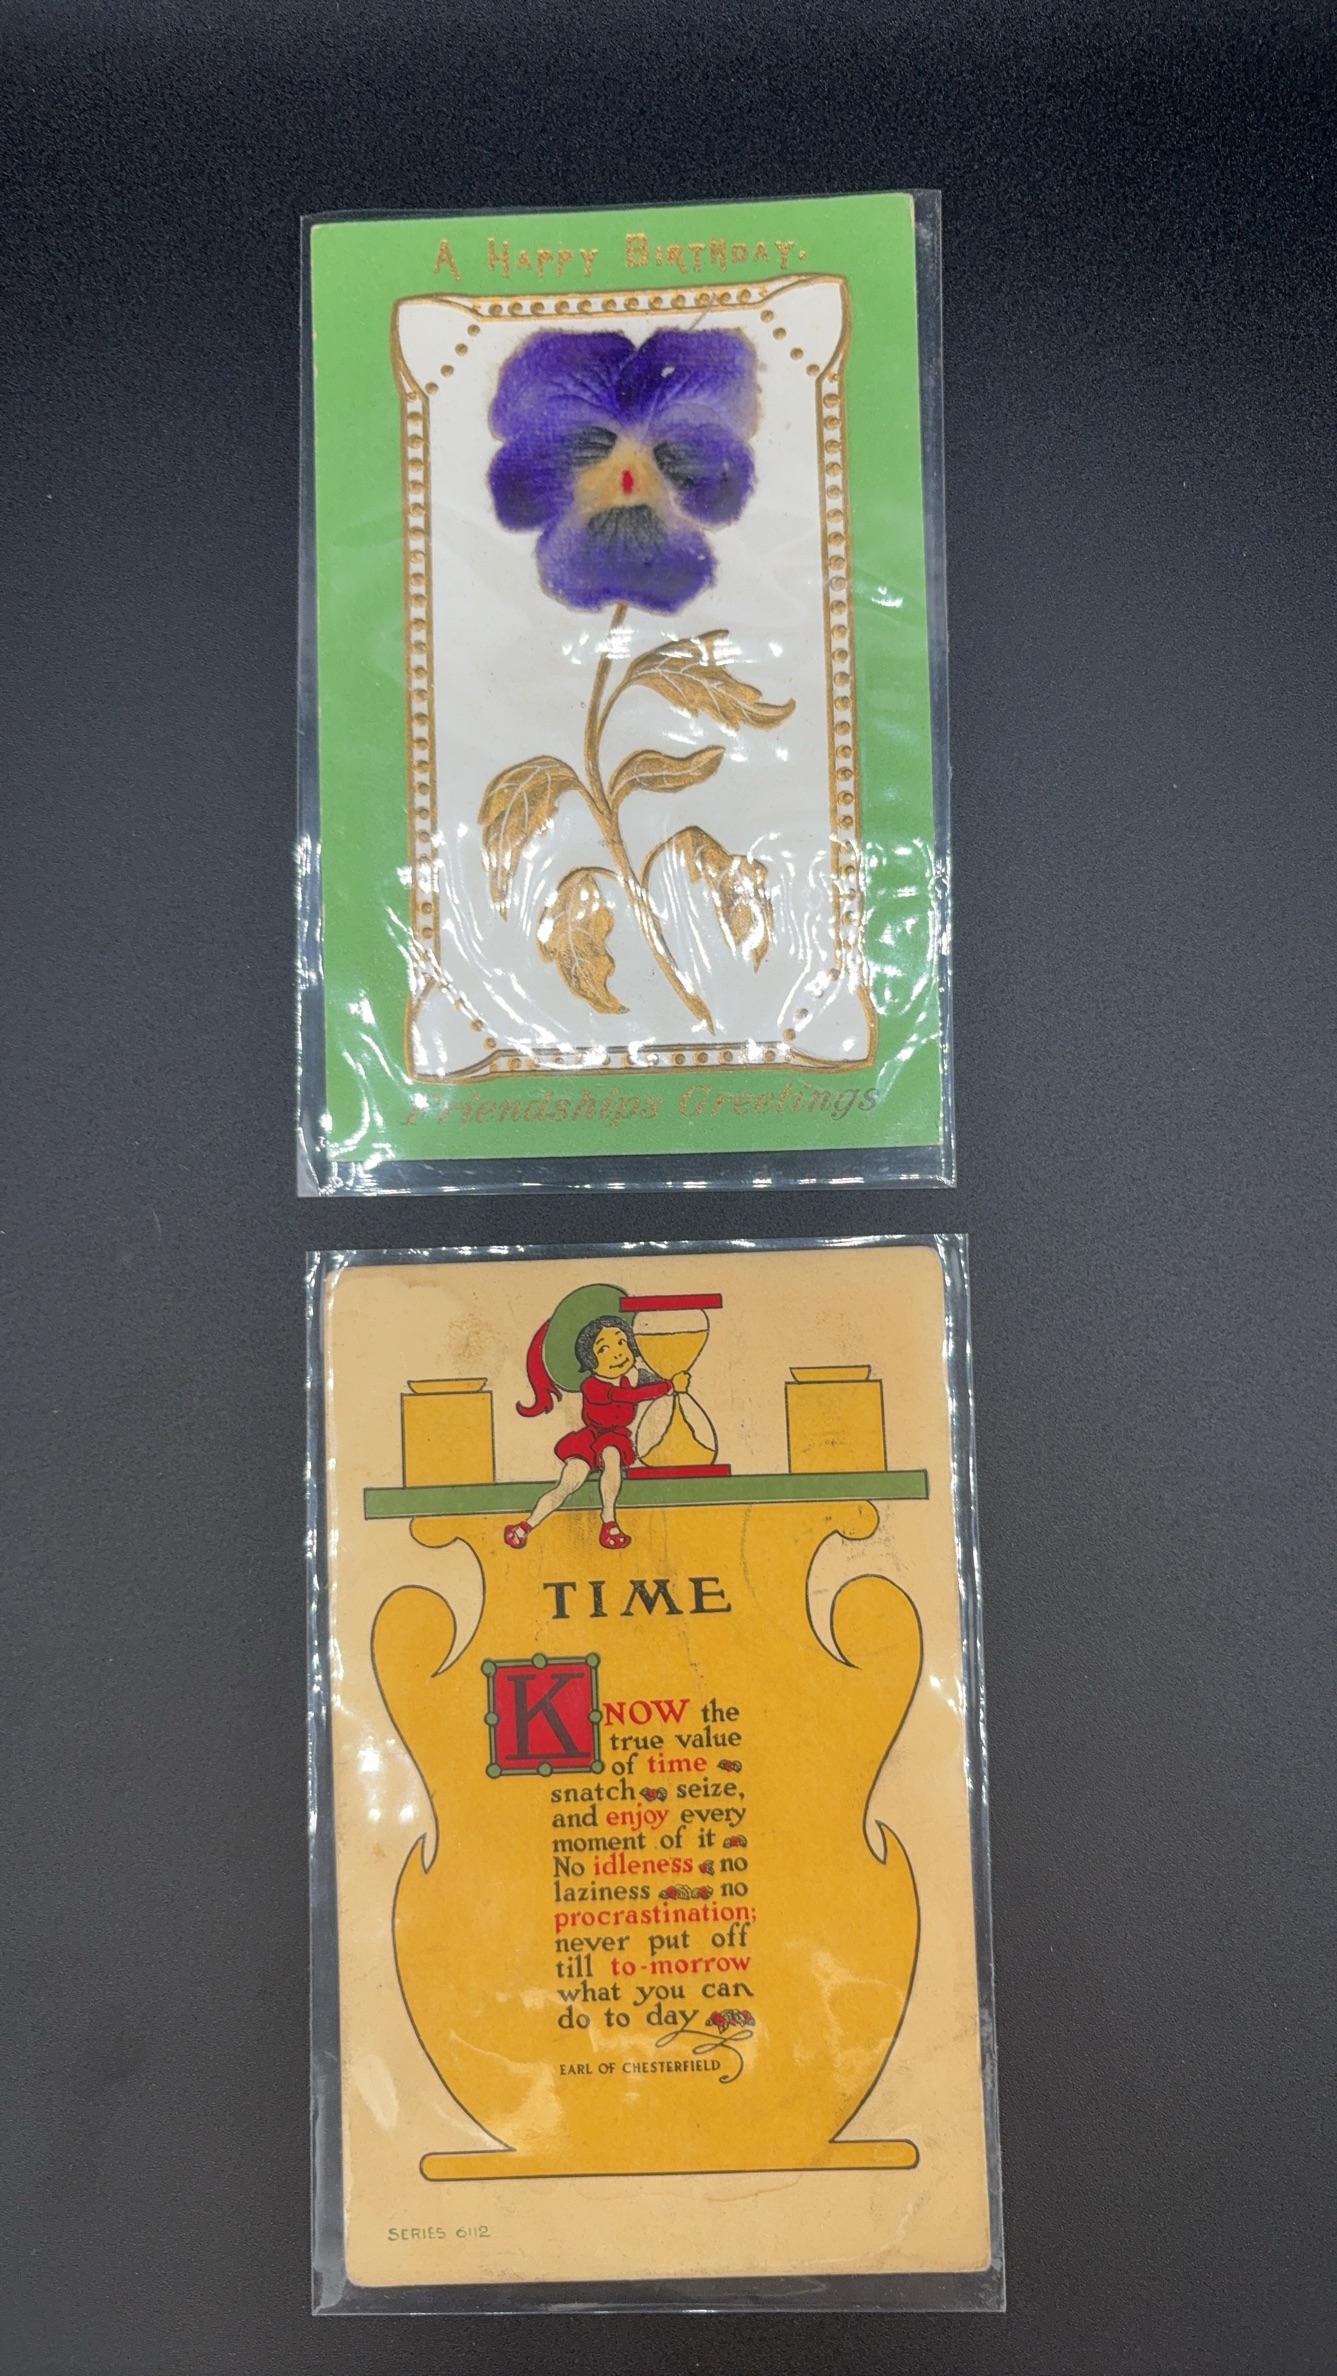 A HAPPY BIRTHDAY.
Friendships Greetings
TIME
KNOW the
true value
of time
snatch seize,
and enjoy every
moment of it
No idleness no
laziness no
procrastination;
never put off
till to-morrow
what you can
do to day
EARL OF CHESTERFIELD
SERIES 6112